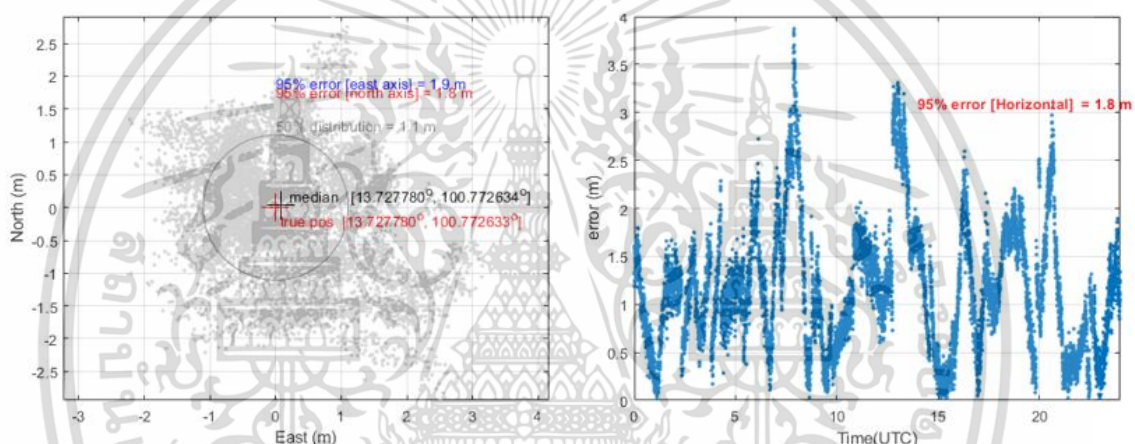 2.5
2
1.5
1
0.5
0
-0.5
-1
-1.5
-2
-2.5
North (m)
95% error [east axis] = 1.9 m
95% error [north axis] = 1.8 m
50 % distribution = 1.1 m
median [13.727780°, 100.772634°]
true pos [13.727780°, 100.772633°]
-3 -2 -1 0 1 2 3 4
East (m)
4
3.5
3
2.5
2
1.5
1
0.5
0
error (m)
95% error [Horizontal] = 1.8 m
0 5 10 15 20
Time(UTC)